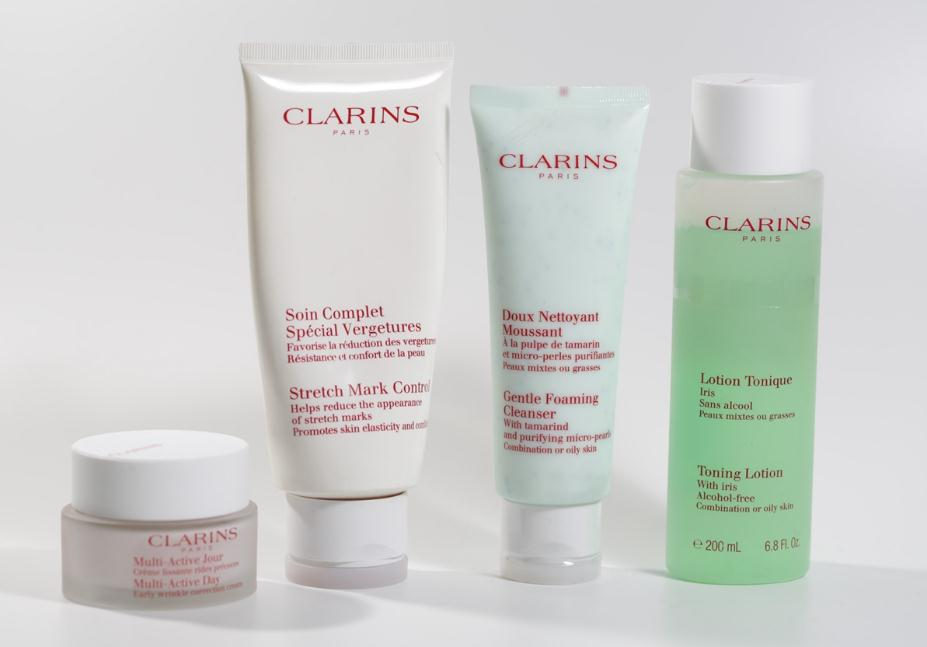 CLARINS
PARIS
Multi-Active Jour
Crème lissante rides précoces
Multi-Active Day
Early wrinkle correction cream
CLARINS
PARIS
Soin Complet
Spécial Vergetures
Favorise la réduction des vergetures
Résistance et confort de la peau
Stretch Mark Control
Helps reduce the appearance
of stretch marks
Promotes skin elasticity and
CLARINS
PARIS
Doux Nettoyant
Moussant
À la pulpe de tamarin
et micro-perles purifiantes
Peaux mixtes ou grasses
Gentle Foaming
Cleanser
With tamarind
and purifying micro-pearls
Combination or oily skin
CLARINS
PARIS
Lotion Tonique
Iris
Sans alcool
Peaux mixtes ou grasses
Toning Lotion
With iris
Alcohol-free
Combination or oily skin
℮ 200 mL 6.8 Fl. Oz.